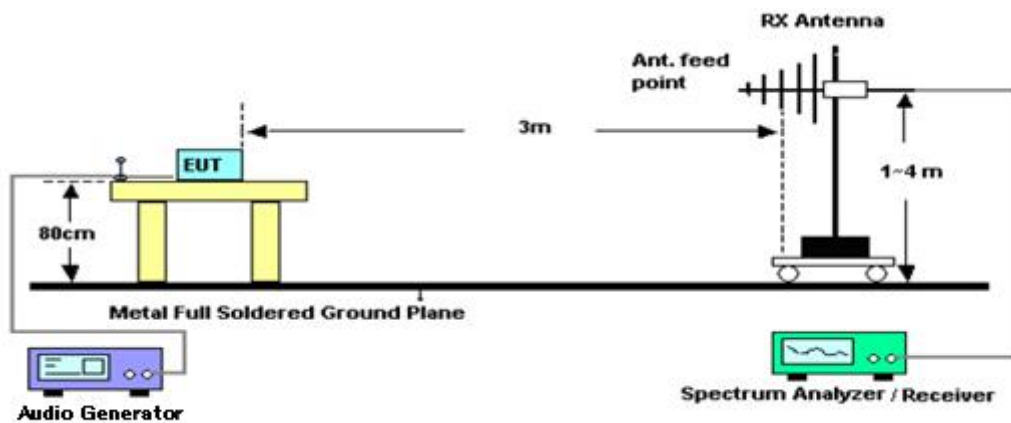 RX Antenna
Ant. feed
point
3m
EUT
1~4 m
80cm
Metal Full Soldered Ground Plane
Audio Generator
Spectrum Analyzer / Receiver